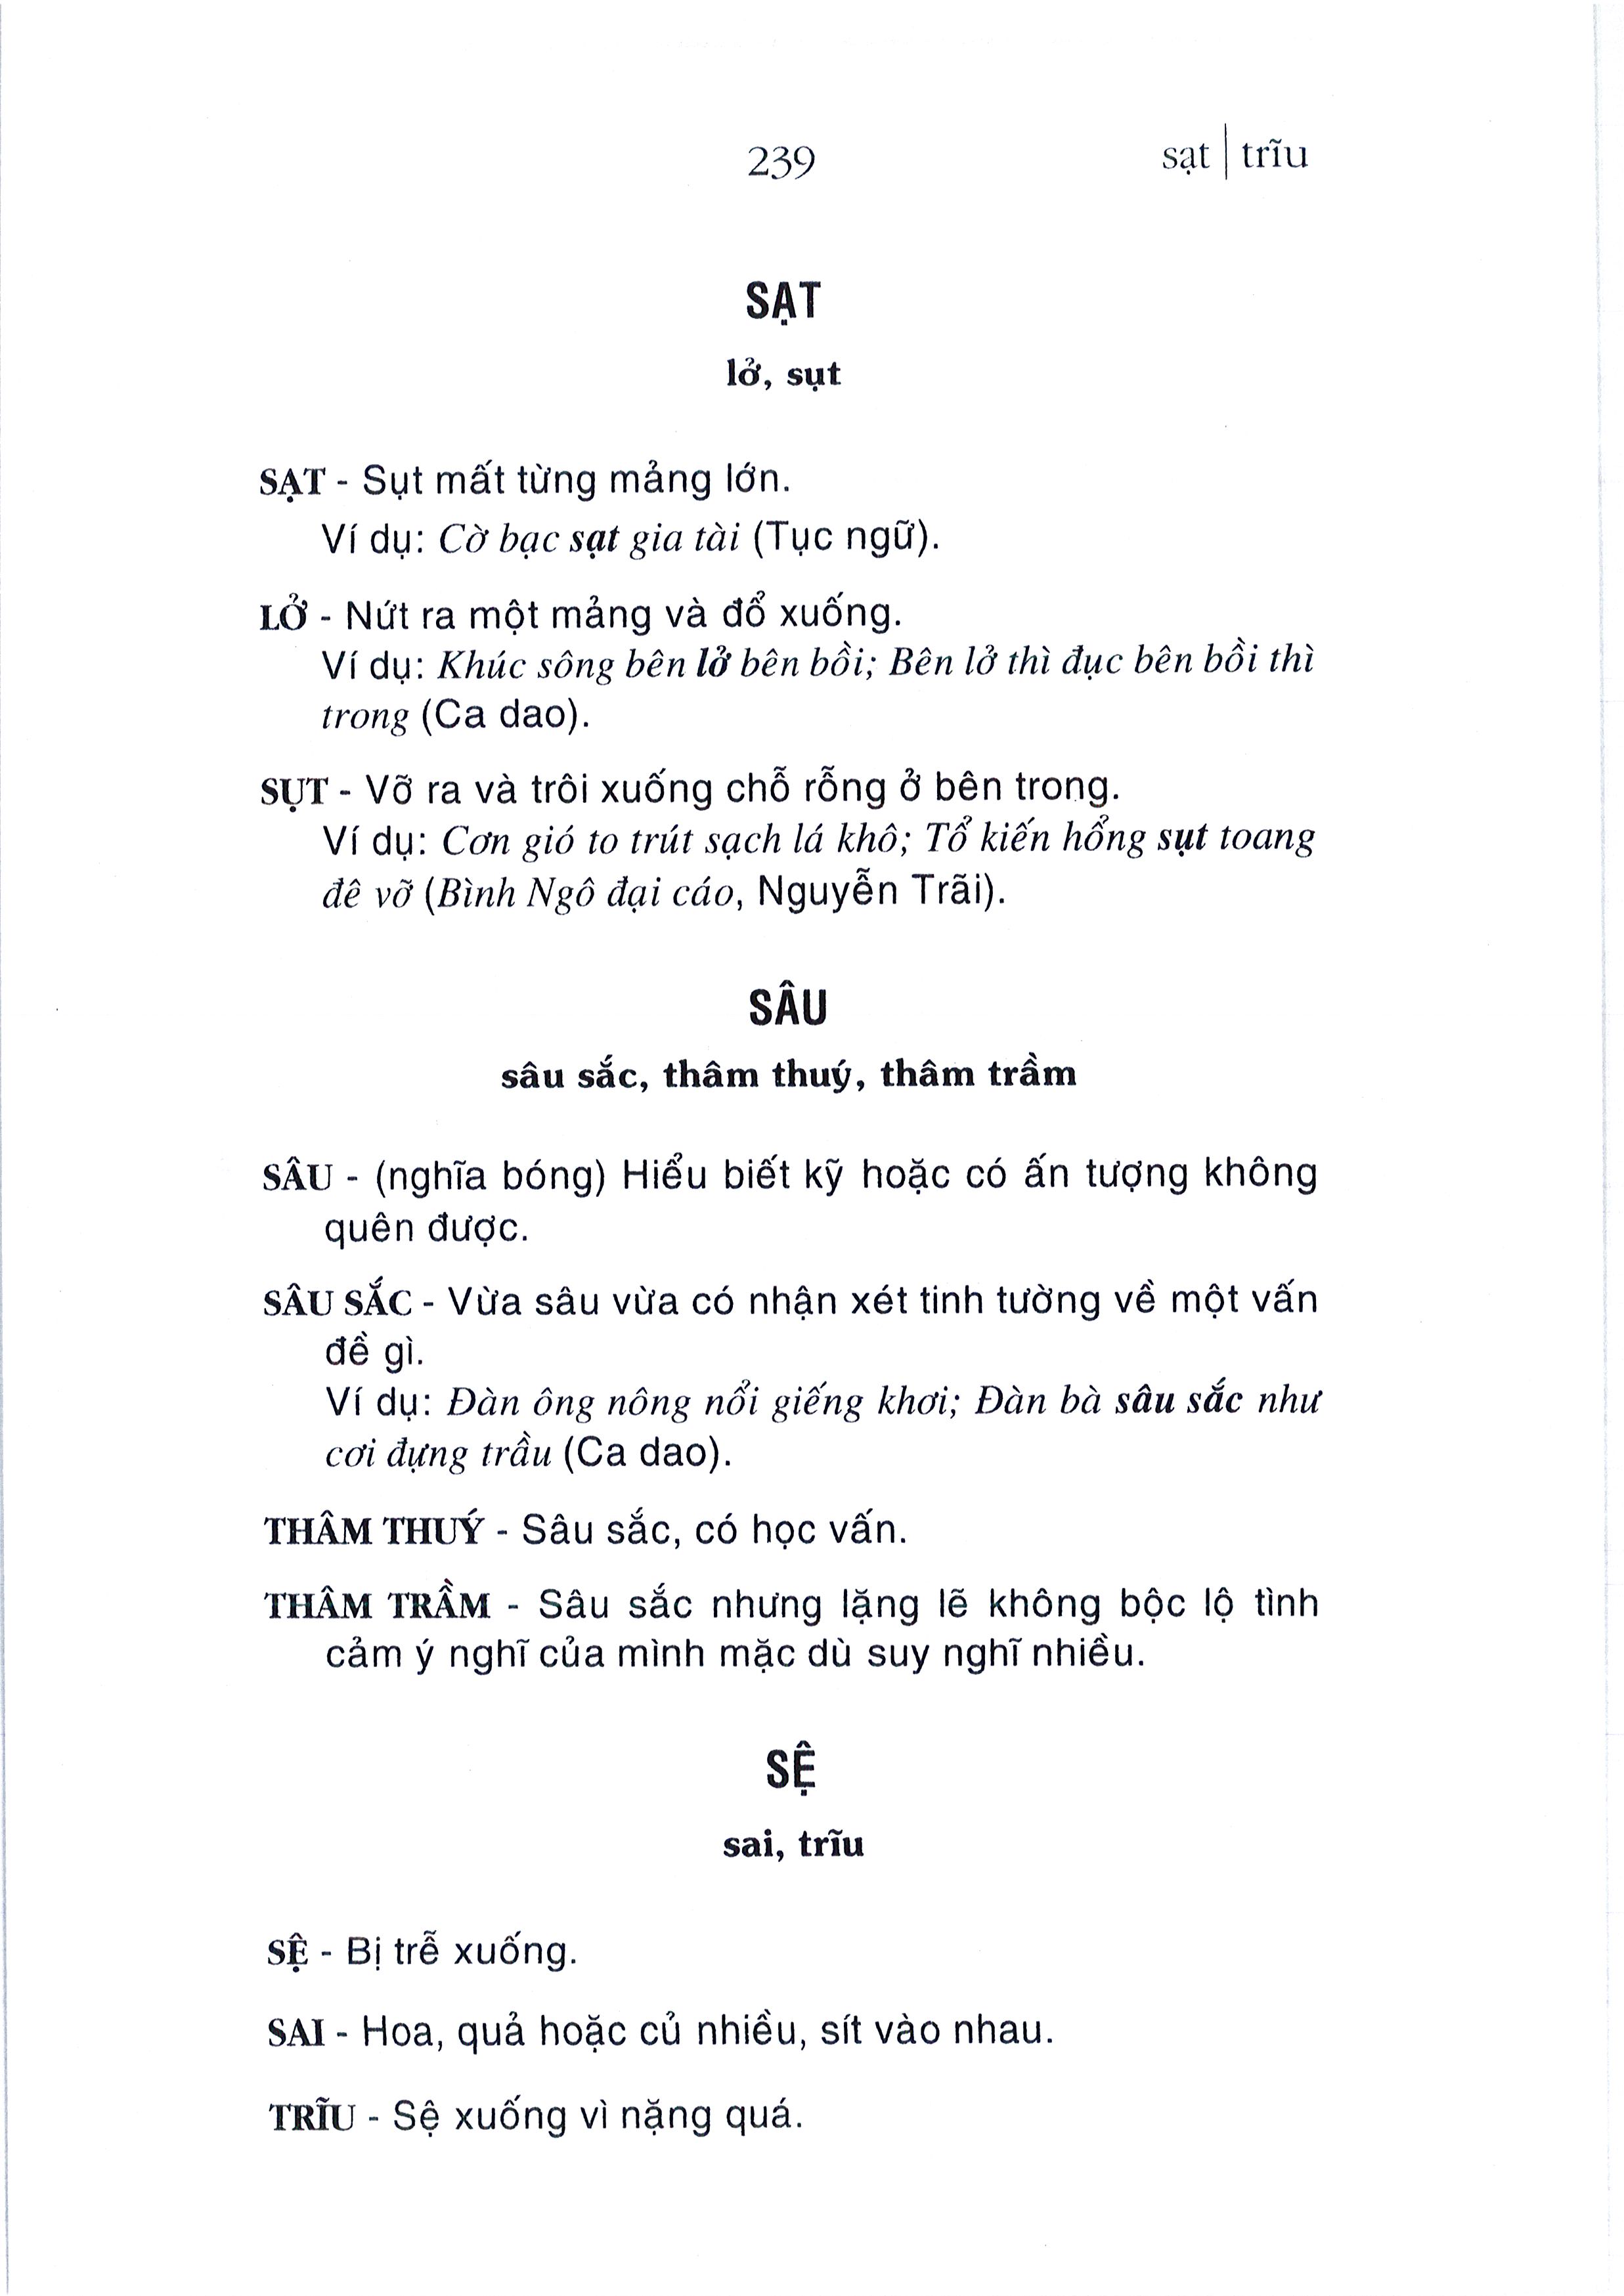 239
sạt | trĩu
SẠT
lở, sụt
SẠT - Sụt mất từng mảng lớn.
Ví dụ: Cờ bạc sạt gia tài (Tục ngữ).
LỞ - Nứt ra một mảng và đổ xuống.
Ví dụ: Khúc sông bên lở bên bồi; Bên lở thì đục bên bồi thì
trong (Ca dao).
SỤT - Vỡ ra và trôi xuống chỗ rỗng ở bên trong.
Ví dụ: Cơn gió to trút sạch lá khô; Tổ kiến hổng sụt toang
đê vỡ (Bình Ngô đại cáo, Nguyễn Trãi).
SÂU
sâu sắc, thâm thuý, thâm trầm
SÂU - (nghĩa bóng) Hiểu biết kỹ hoặc có ấn tượng không
quên được.
SÂU SẮC - Vừa sâu vừa có nhận xét tinh tường về một vấn
đề gì.
Ví dụ: Đàn ông nông nổi giếng khơi; Đàn bà sâu sắc như
cơi đựng trầu (Ca dao).
THÂM THUÝ - Sâu sắc, có học vấn.
THÂM TRẦM - Sâu sắc nhưng lặng lẽ không bộc lộ tình
cảm ý nghĩ của mình mặc dù suy nghĩ nhiều.
SỆ
sai, trĩu
SỆ - Bị trễ xuống.
SAI - Hoa, quả hoặc củ nhiều, sít vào nhau.
TRĨU - Sệ xuống vì nặng quá.